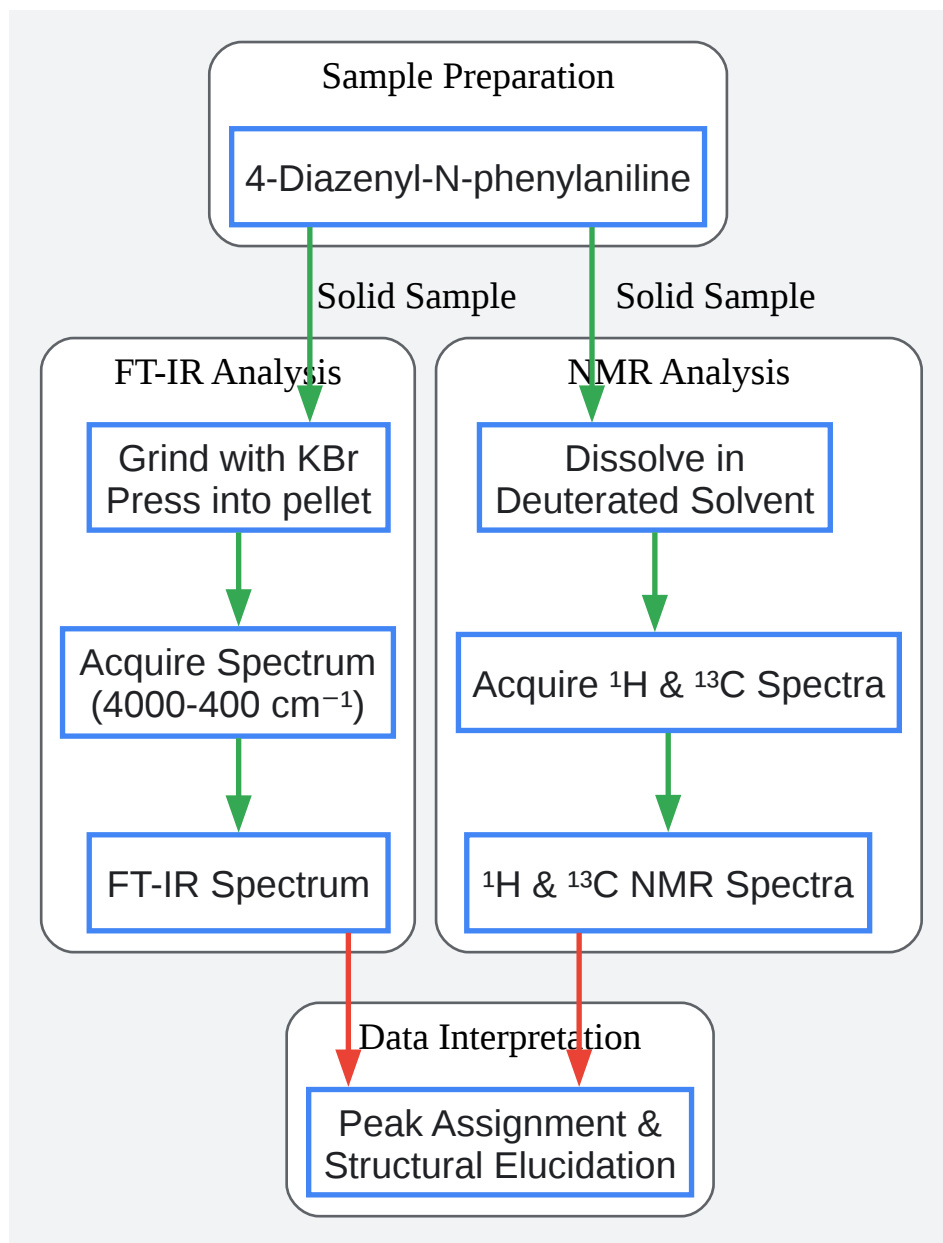 Sample Preparation
4-Diazenyl-N-phenylaniline
Solid Sample
Solid Sample
FT-IR Analysis
Grind with KBr
Press into pellet
Acquire Spectrum
(4000-400 cm⁻¹)
FT-IR Spectrum
NMR Analysis
Dissolve in
Deuterated Solvent
Acquire ¹H & ¹³C Spectra
¹H & ¹³C NMR Spectra
Data Interpretation
Peak Assignment &
Structural Elucidation